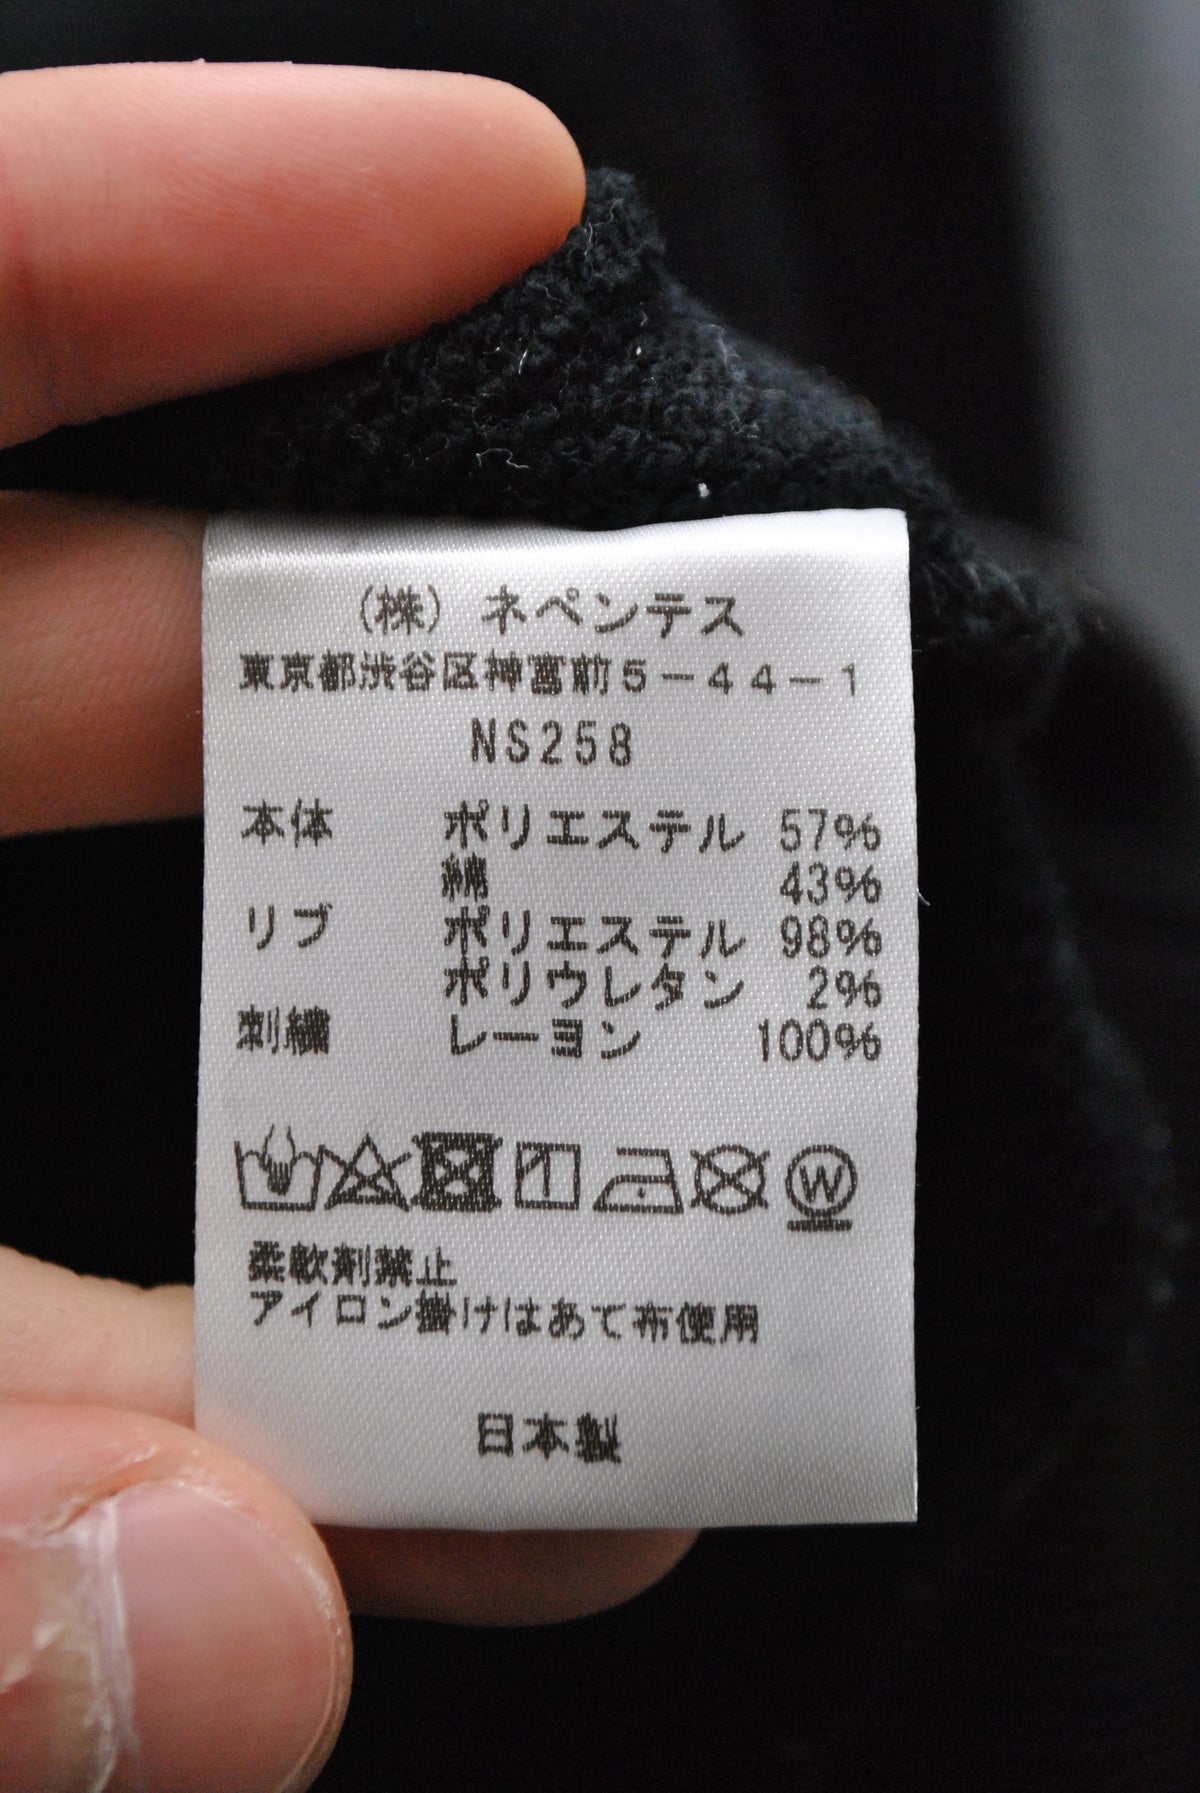 (株) ネペンテス
東京都渋谷区神宮前5-44-1
NS258
本体 ポリエステル 57%
綿 43%
リブ ポリエステル 98%
ポリウレタン 2%
刺繍 レーヨン 100%
W
柔軟剤禁止
アイロン掛けはあて布使用
日本製